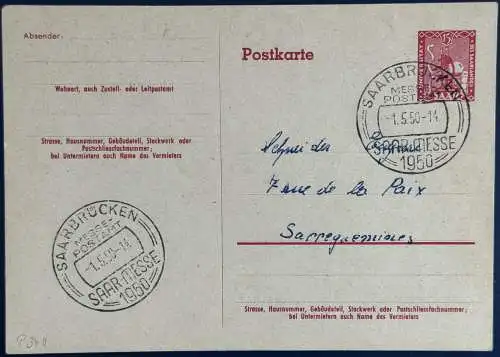 Absender:
Wohnort, auch Zustell- oder Leitpostamt
Strasse, Hausnummer, Gebäudeteil, Stockwerk oder
Postschliessfachnummer;
bei Untermietern auch Name des Vermieters
Postkarte
15
SAAR
SAARBRÜCKEN
MESSE-
POSTAMT
-1.5.50-14
SAAR-MESSE
1950
Schneider
7 rue de la Paix
Sarreguemines
SAARBRÜCKEN
MESSE-
POSTAMT
-1.5.50-14
SAAR-MESSE
1950
Strasse, Hausnummer, Gebäudeteil, Stockwerk oder Postschliessfachnummer;
bei Untermietern auch Name des Vermieters